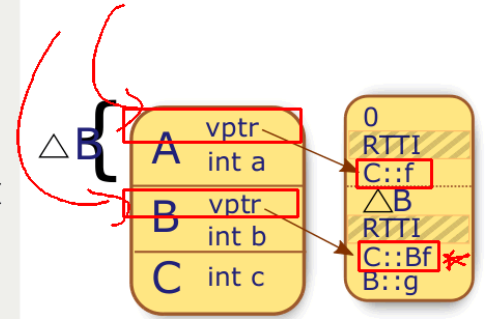 △B
A
vptr
int a
B
vptr
int b
C
int c
0
RTTI
C::f
△B
RTTI
C::Bf
B::g